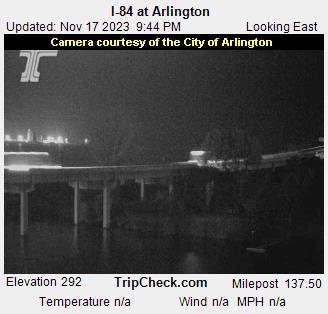 I-84 at Arlington
Updated: Nov 17 2023 9:44 PM Looking East
Camera courtesy of the City of Arlington
Elevation 292 TripCheck.com Milepost 137.50
Temperature n/a Wind n/a MPH n/a